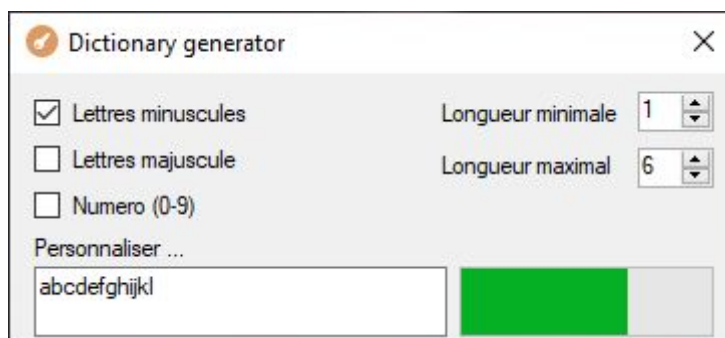 Dictionary generator
Lettres minuscules
Longueur minimale 1
Lettres majuscule
Longueur maximal 6
Numero (0-9)
Personnaliser ...
abcdefghijkl